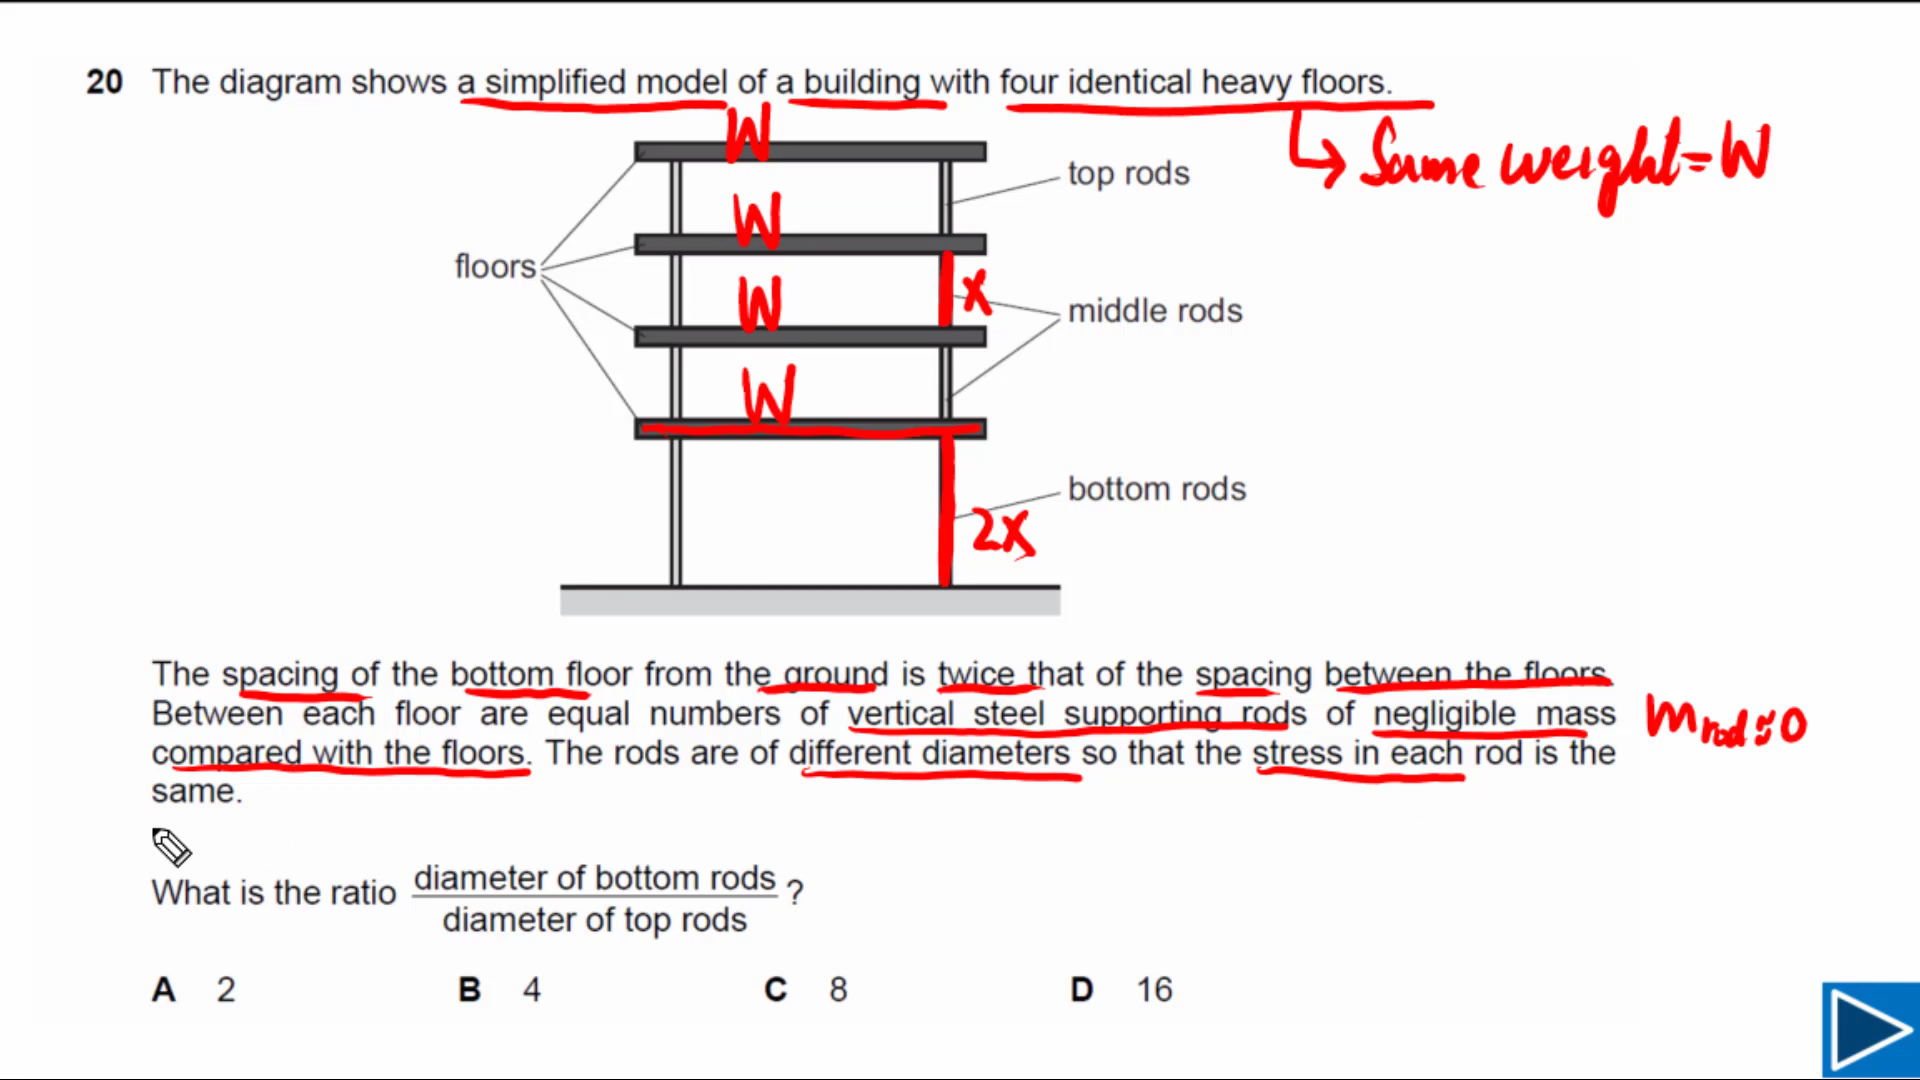 20 The diagram shows a simplified model of a building with four identical heavy floors.
W
↳ Same weight = W
top rods
W
floors
W
x
middle rods
W
bottom rods
2x
The spacing of the bottom floor from the ground is twice that of the spacing between the floors.
Between each floor are equal numbers of vertical steel supporting rods of negligible mass
m rod ≈ 0
compared with the floors. The rods are of different diameters so that the stress in each rod is the
same.
What is the ratio diameter of bottom rods / diameter of top rods ?
A 2 B 4 C 8 D 16